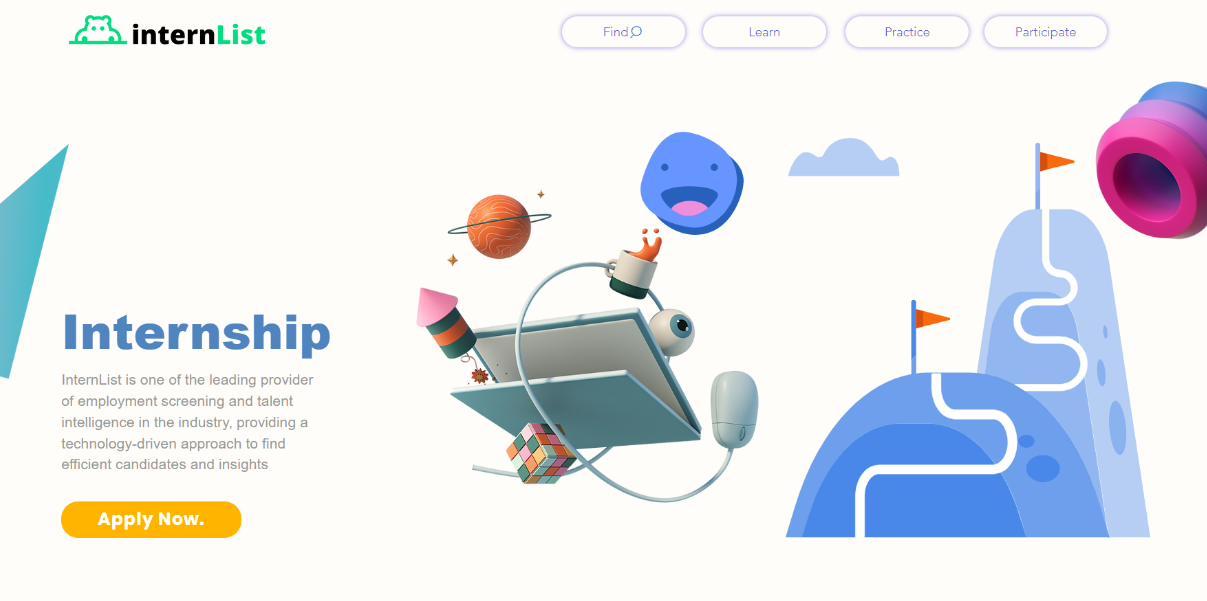 internList
Find
Learn
Practice
Participate
Internship
InternList is one of the leading provider
of employment screening and talent
intelligence in the industry, providing a
technology-driven approach to find
efficient candidates and insights
Apply Now.